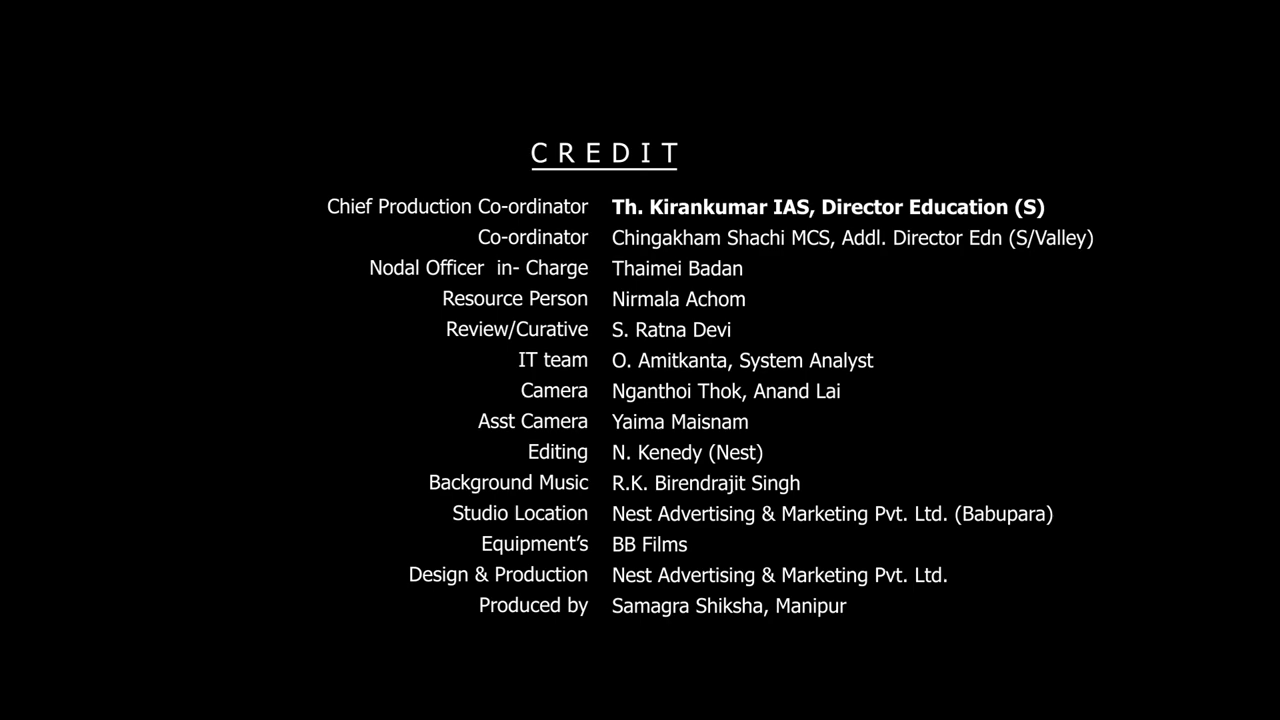 C R E D I T
Chief Production Co-ordinator Th. Kirankumar IAS, Director Education (S)
Co-ordinator Chingakham Shachi MCS, Addl. Director Edn (S/Valley)
Nodal Officer in- Charge Thaimei Badan
Resource Person Nirmala Achom
Review/Curative S. Ratna Devi
IT team O. Amitkanta, System Analyst
Camera Nganthoi Thok, Anand Lai
Asst Camera Yaima Maisnam
Editing N. Kenedy (Nest)
Background Music R.K. Birendrajit Singh
Studio Location Nest Advertising & Marketing Pvt. Ltd. (Babupara)
Equipment’s BB Films
Design & Production Nest Advertising & Marketing Pvt. Ltd.
Produced by Samagra Shiksha, Manipur